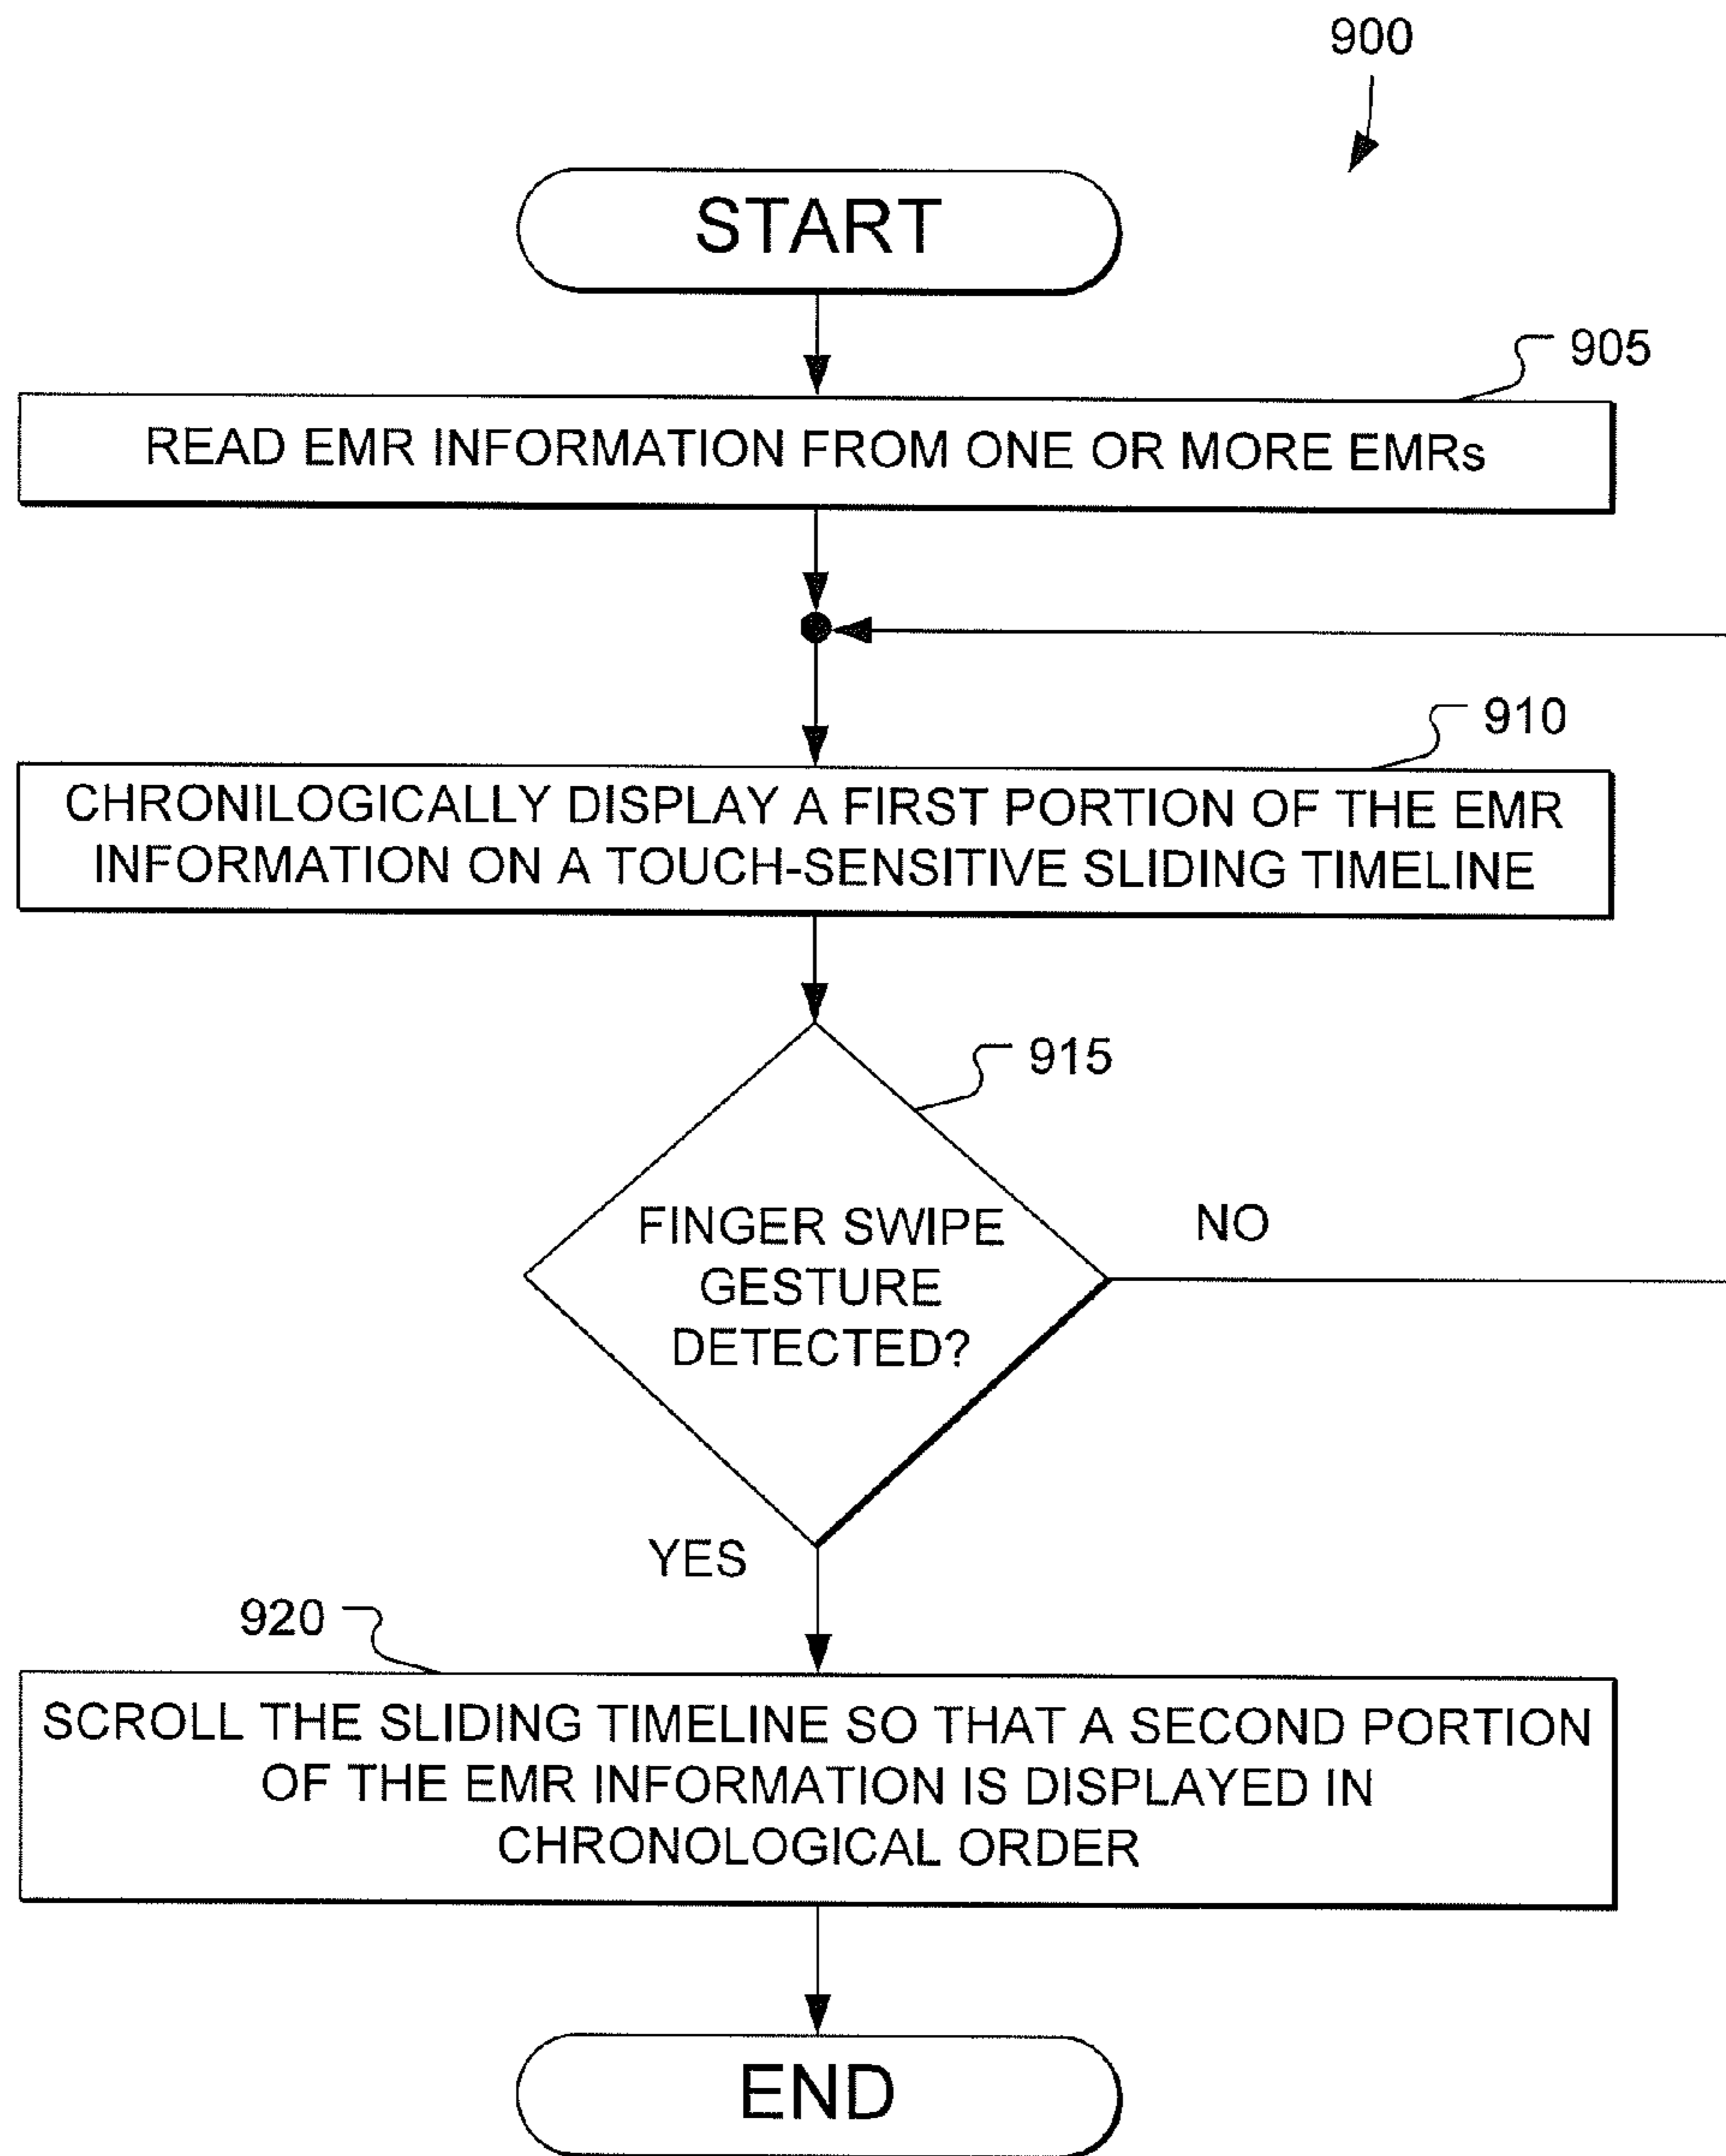 900
START
905
READ EMR INFORMATION FROM ONE OR MORE EMRs
910
CHRONILOGICALLY DISPLAY A FIRST PORTION OF THE EMR
INFORMATION ON A TOUCH-SENSITIVE SLIDING TIMELINE
915
FINGER SWIPE
GESTURE
DETECTED?
NO
YES
920
SCROLL THE SLIDING TIMELINE SO THAT A SECOND PORTION
OF THE EMR INFORMATION IS DISPLAYED IN
CHRONOLOGICAL ORDER
END